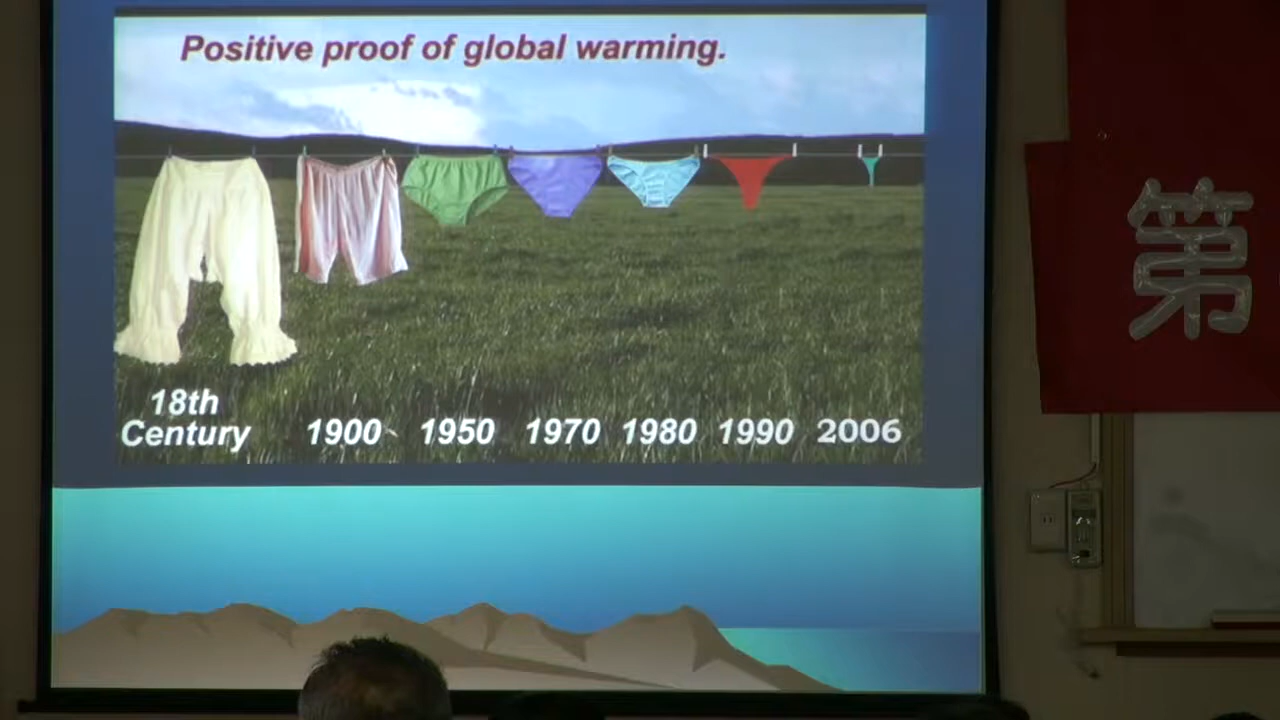 Positive proof of global warming.
18th
Century
1900
1950
1970
1980
1990
2006
第